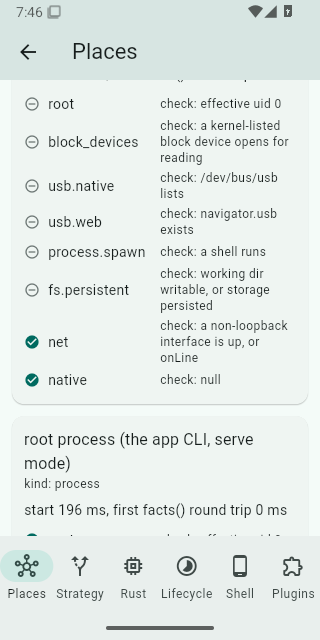 7:46
Places
root
check: effective uid 0
block_devices
check: a kernel-listed
block device opens for
reading
usb.native
check: /dev/bus/usb
lists
usb.web
check: navigator.usb
exists
process.spawn
check: a shell runs
fs.persistent
check: working dir
writable, or storage
persisted
net
check: a non-loopback
interface is up, or
onLine
native
check: null
root process (the app CLI, serve
mode)
kind: process
start 196 ms, first facts() round trip 0 ms
Places
Strategy
Rust
Lifecycle
Shell
Plugins